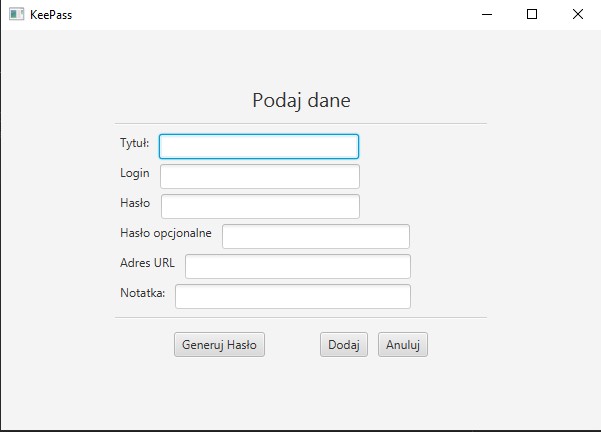 KeePass
Podaj dane
Tytuł:
Login
Hasło
Hasło opcjonalne
Adres URL
Notatka:
Generuj Hasło Dodaj Anuluj